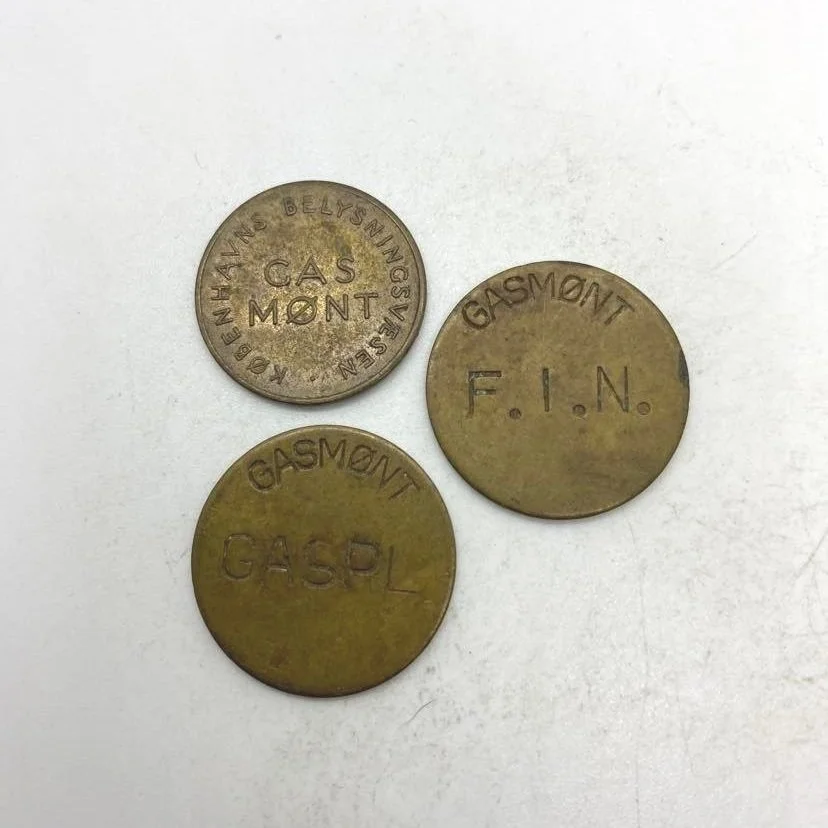 KØBENHAVNS BELYSNINGSVÆSEN ·
GAS
MØNT
GASMØNT
F.I.N.
GASMØNT
GASPL